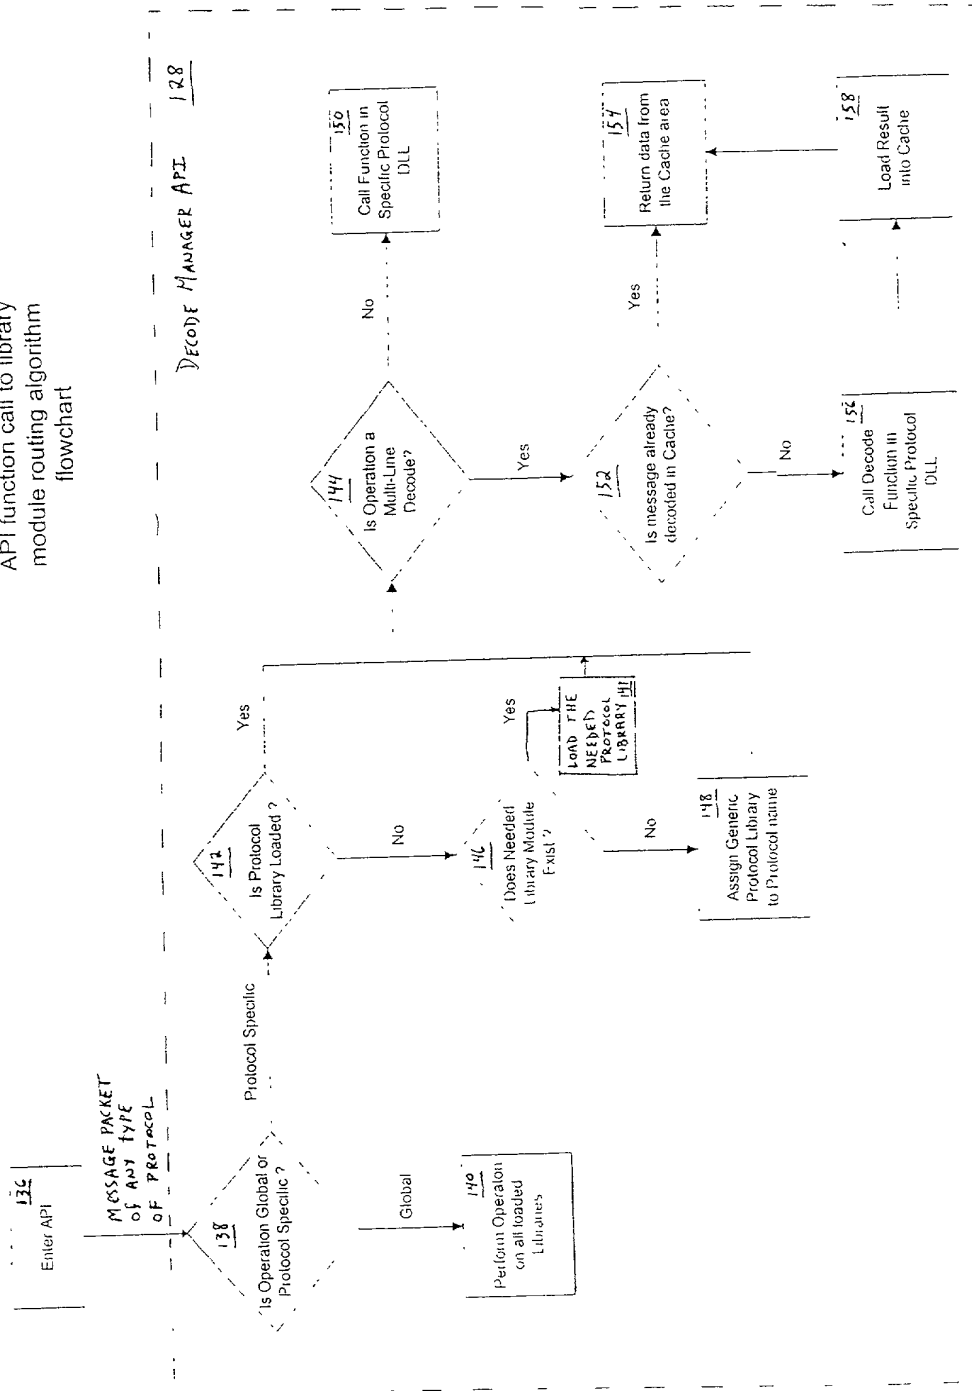 API function call to library
module routing algorithm
flowchart
DECODE MANAGER API 128
136
Enter API
MESSAGE PACKET
OF ANY TYPE
OF PROTOCOL
138
Is Operation Global or
Protocol Specific ?
Global
140
Perform Operation
on all loaded
Libraries
Protocol Specific
142
Is Protocol
Library Loaded ?
Yes
No
146
Does Needed
Library Module
Exist ?
Yes
LOAD THE
NEEDED
PROTOCOL
LIBRARY 147
No
148
Assign Generic
Protocol Library
to Protocol name
144
Is Operation a
Multi-Line
Decode?
No
150
Call Function in
Specific Protocol
DLL
Yes
152
Is message already
decoded in Cache?
Yes
154
Return data from
the Cache area
No
156
Call Decode
Function in
Specific Protocol
DLL
158
Load Result
into Cache